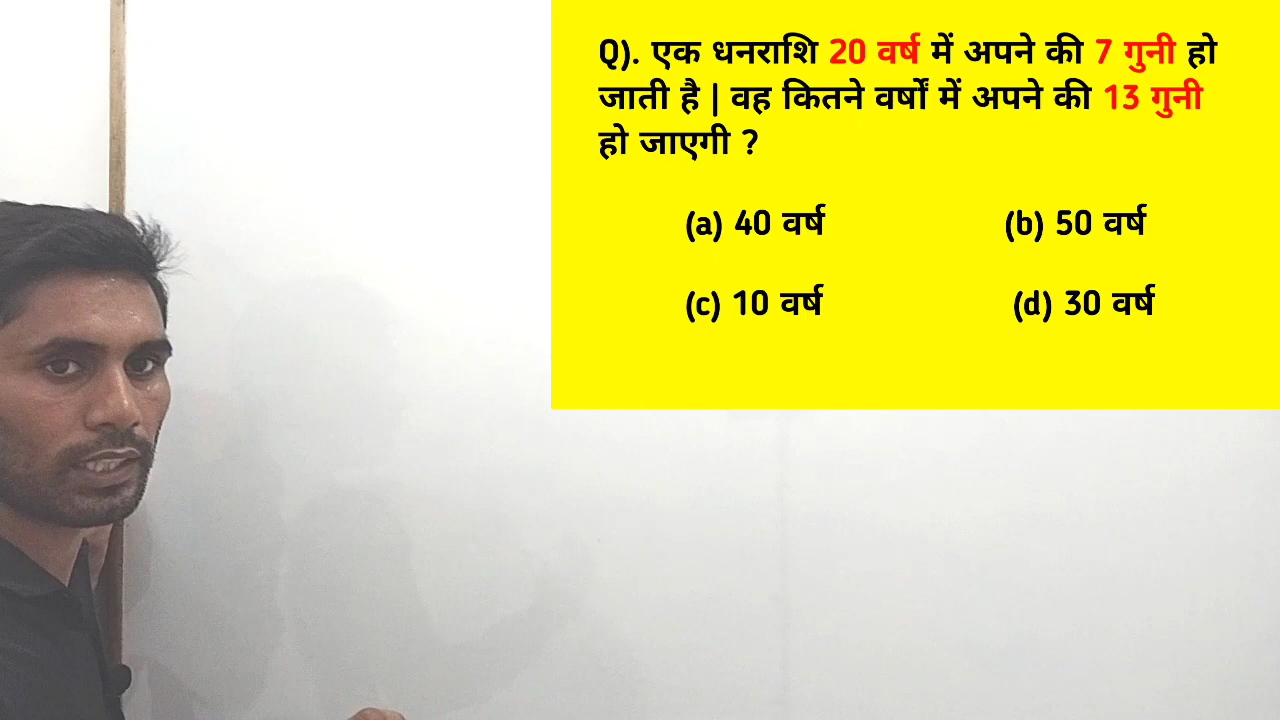 Q). एक धनराशि 20 वर्ष में अपने की 7 गुनी हो
जाती है | वह कितने वर्षों में अपने की 13 गुनी
हो जाएगी ?
(a) 40 वर्ष (b) 50 वर्ष
(c) 10 वर्ष (d) 30 वर्ष